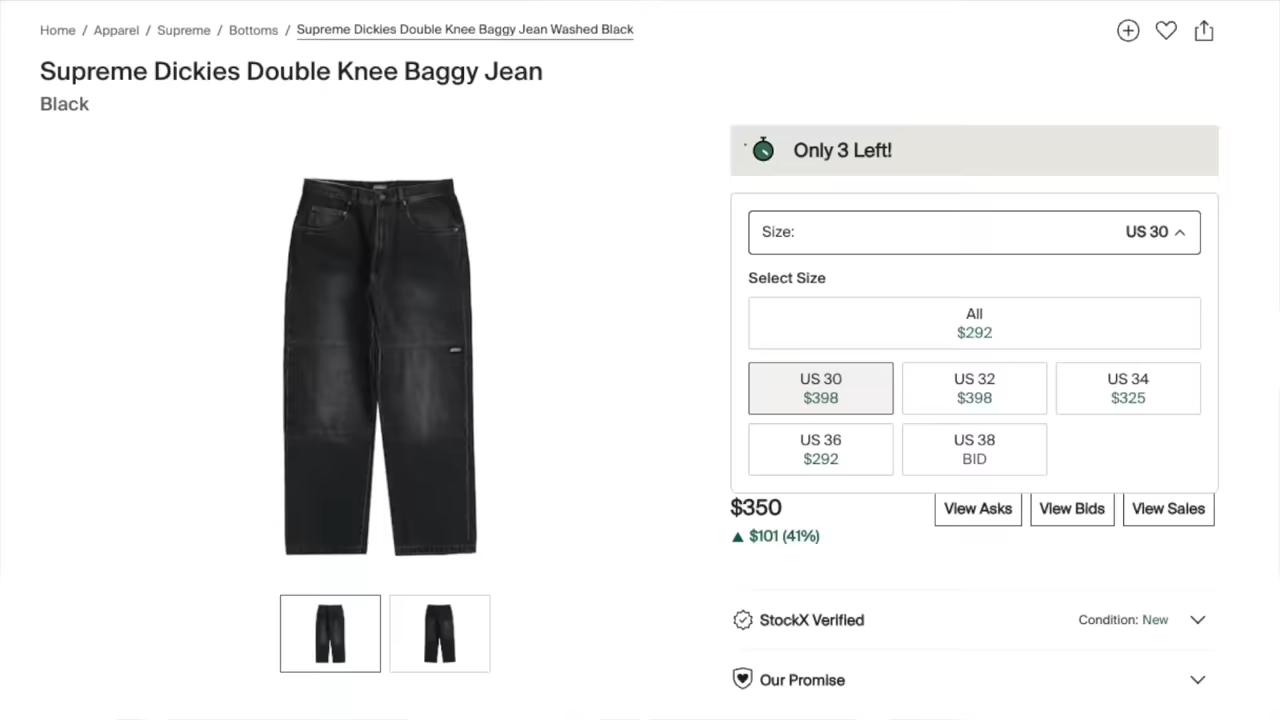 Home / Apparel / Supreme / Bottoms / Supreme Dickies Double Knee Baggy Jean Washed Black
Supreme Dickies Double Knee Baggy Jean
Black
Only 3 Left!
Size: US 30
Select Size
All
$292
US 30
$398
US 32
$398
US 34
$325
US 36
$292
US 38
BID
$350
View Asks
View Bids
View Sales
▲ $101 (41%)
StockX Verified
Condition: New
Our Promise